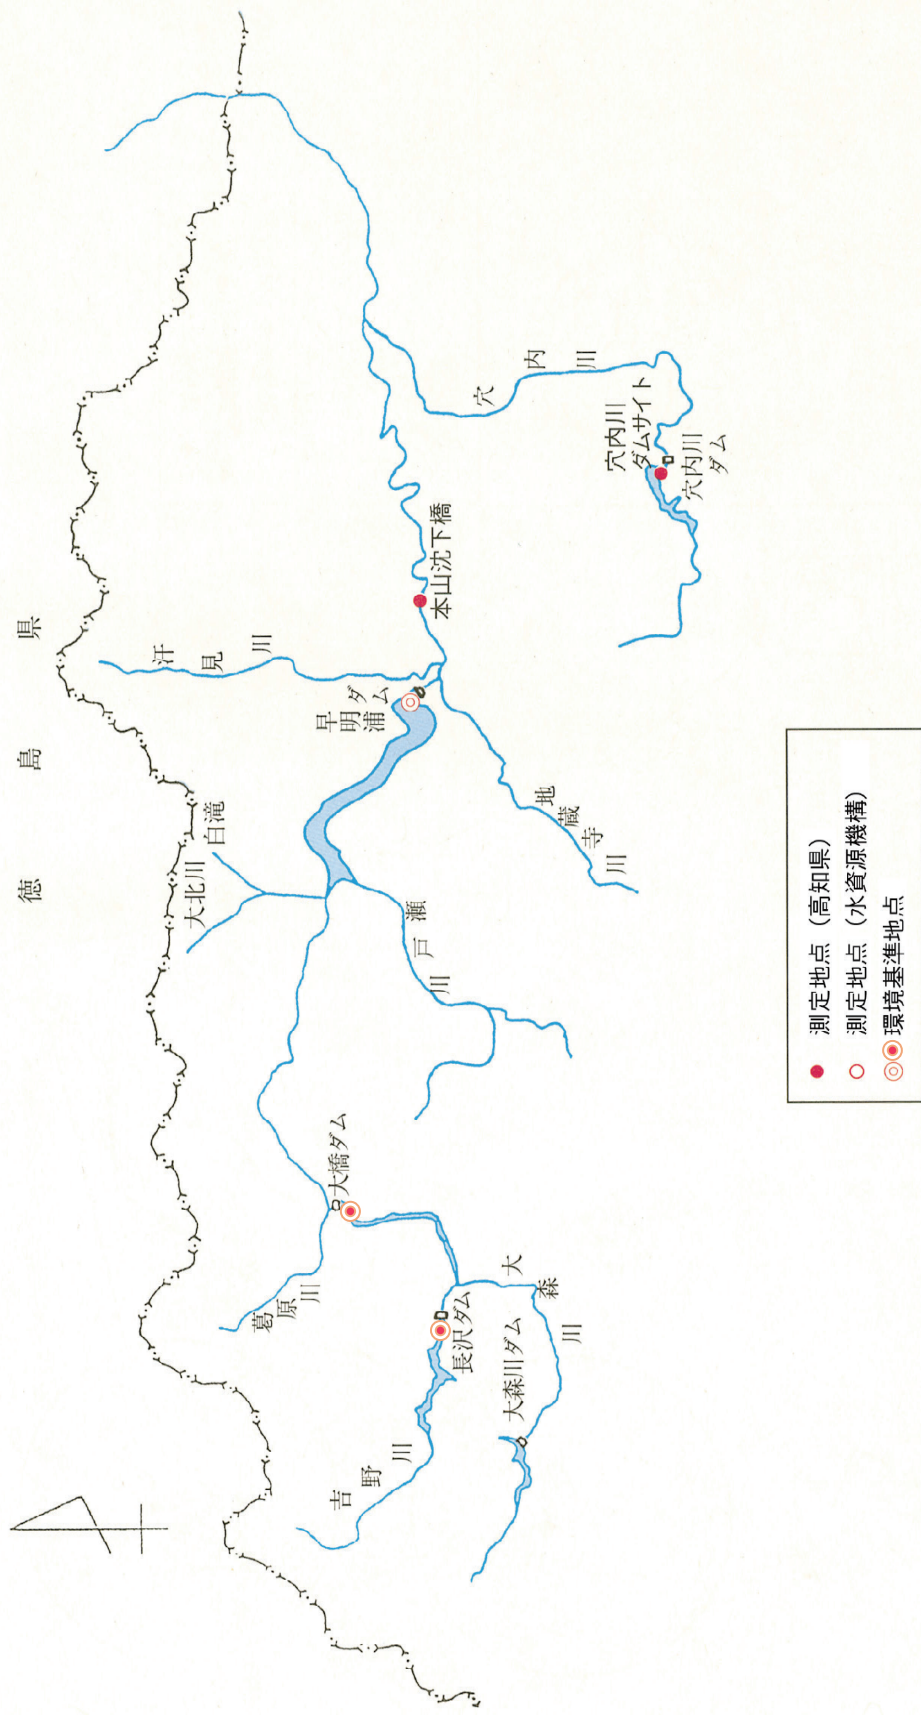 徳島県
吉野川
葛原川
大橋ダム
長沢ダム
大森川ダム
大森川
大北川
白滝
瀬戸川
早明浦
ダム
汗見川
地蔵寺川
本山沈下橋
穴内川
穴内川
ダムサイト
穴内川
ダム
測定地点(高知県)
測定地点(水資源機構)
環境基準地点